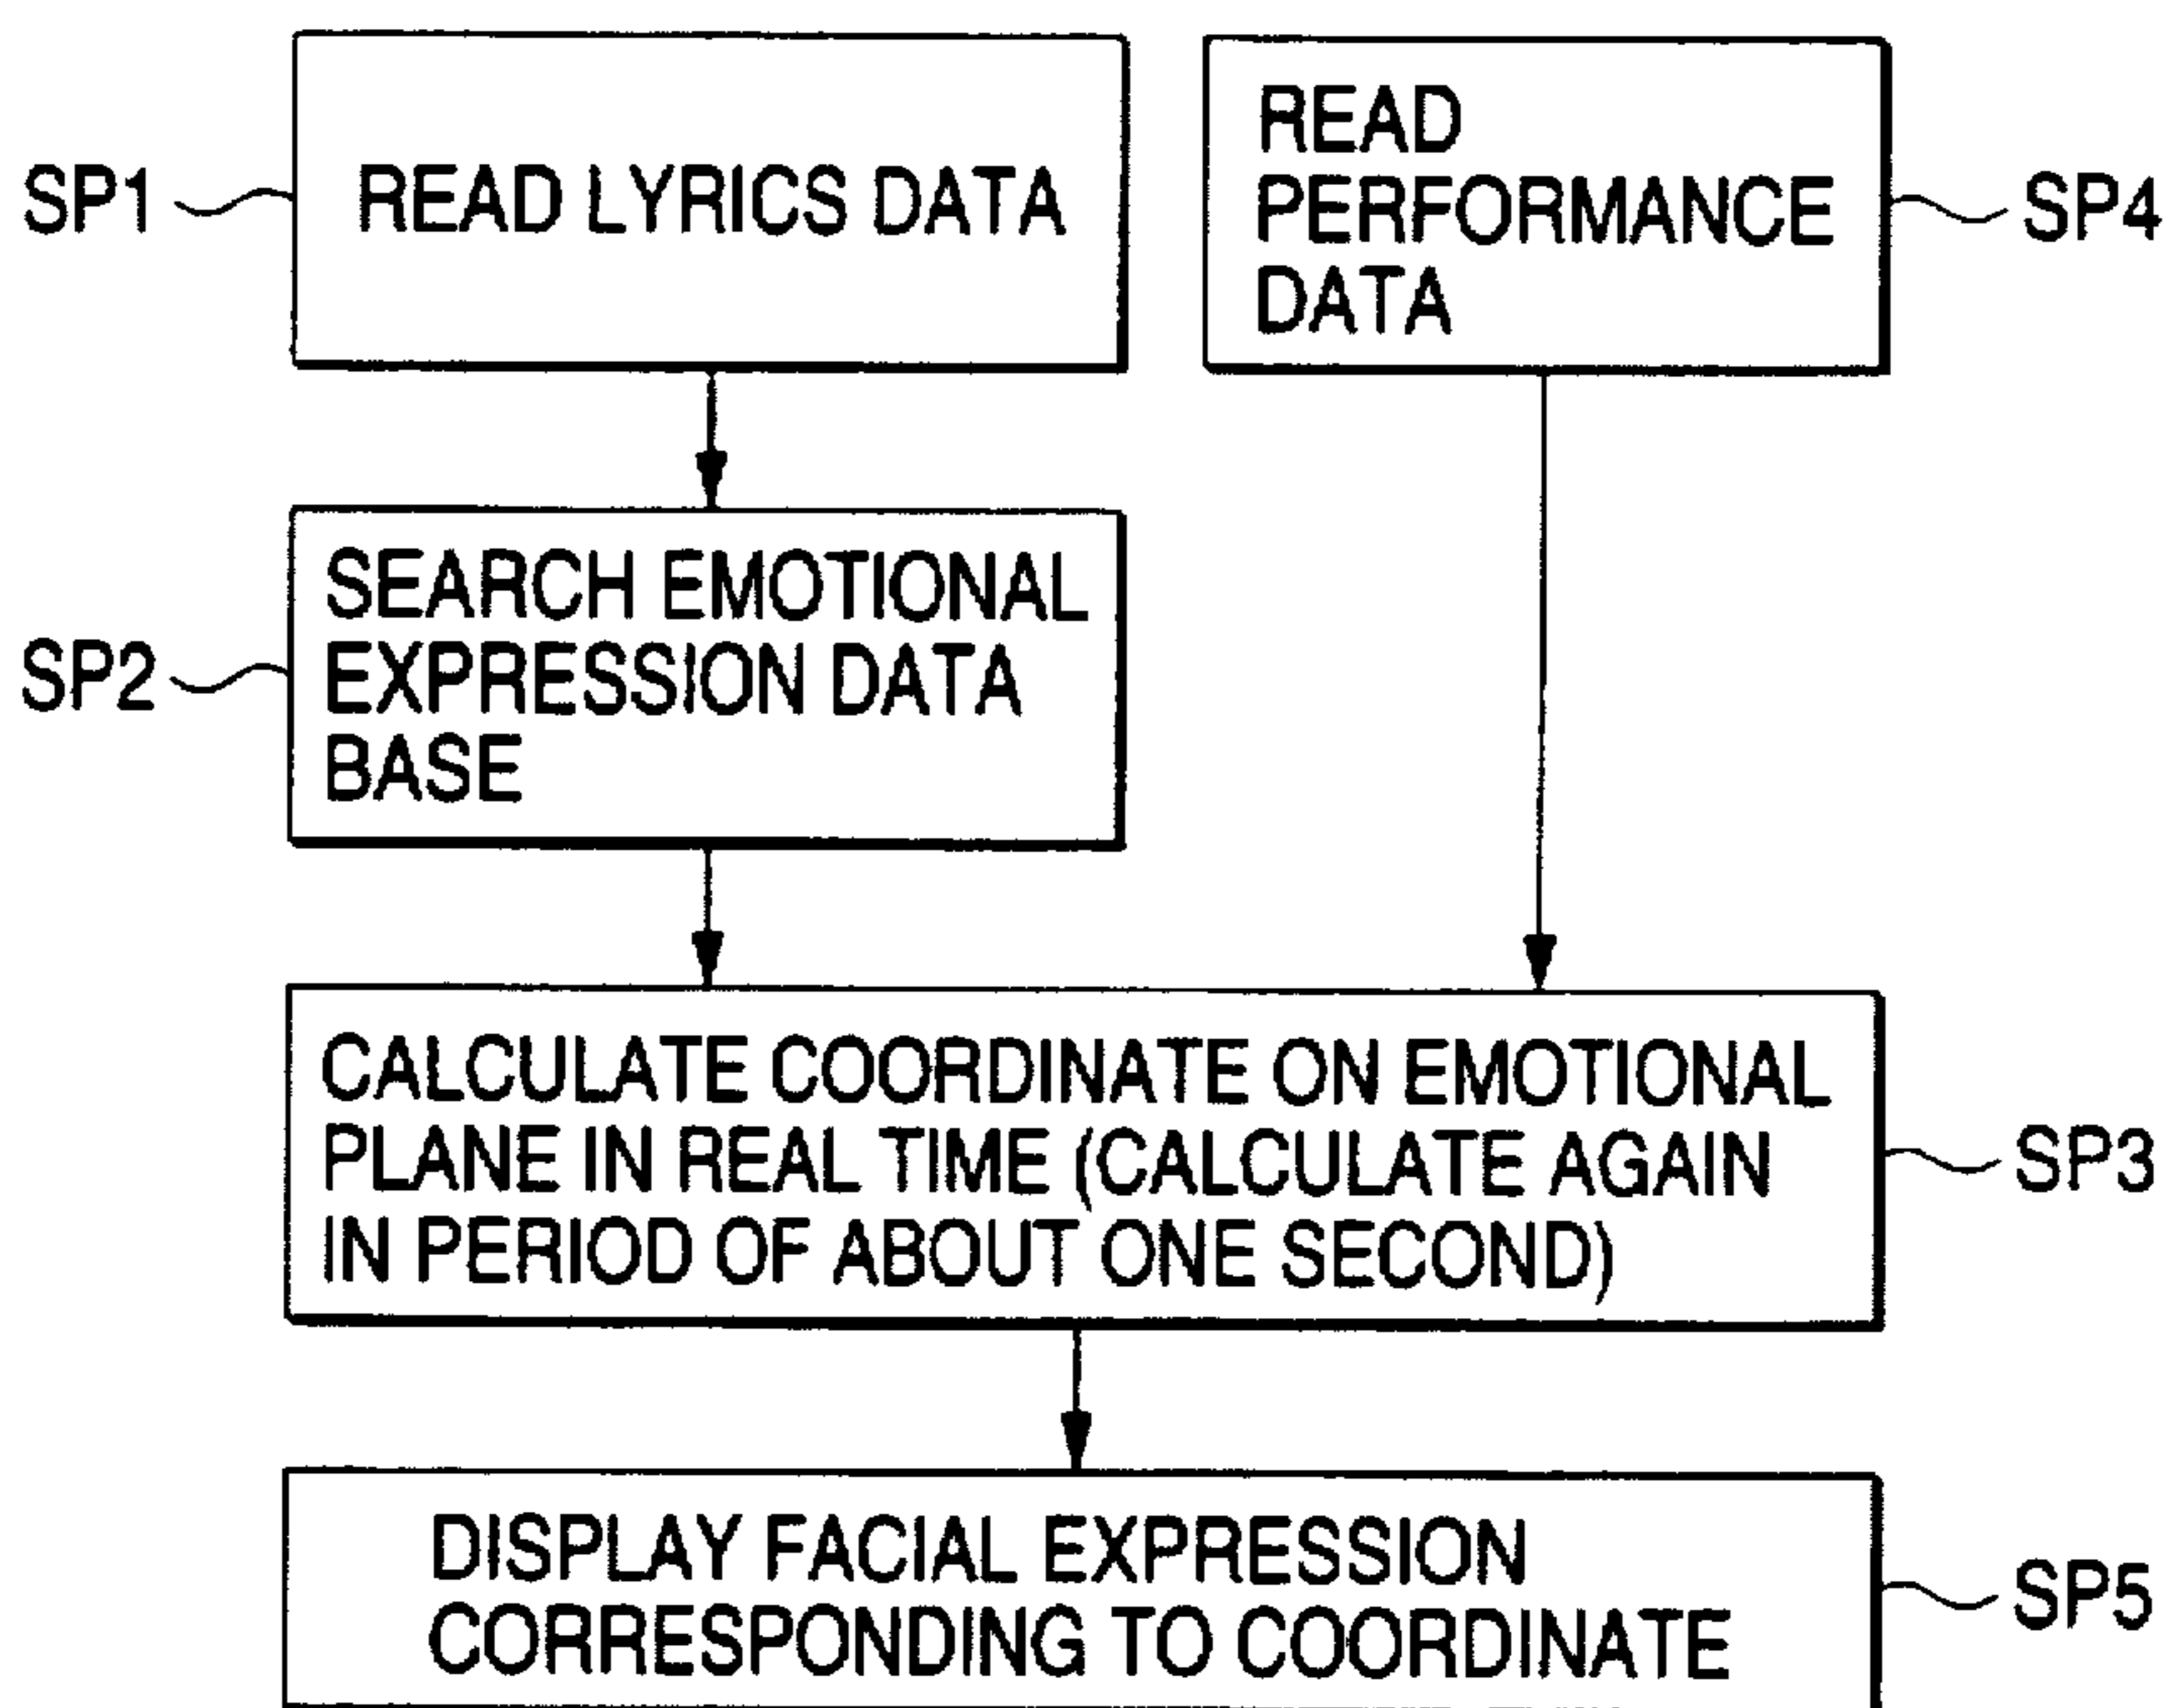 SP1
READ LYRICS DATA
READ
PERFORMANCE
DATA
SP4
SP2
SEARCH EMOTIONAL
EXPRESSION DATA
BASE
CALCULATE COORDINATE ON EMOTIONAL
PLANE IN REAL TIME (CALCULATE AGAIN
IN PERIOD OF ABOUT ONE SECOND)
SP3
DISPLAY FACIAL EXPRESSION
CORRESPONDING TO COORDINATE
SP5